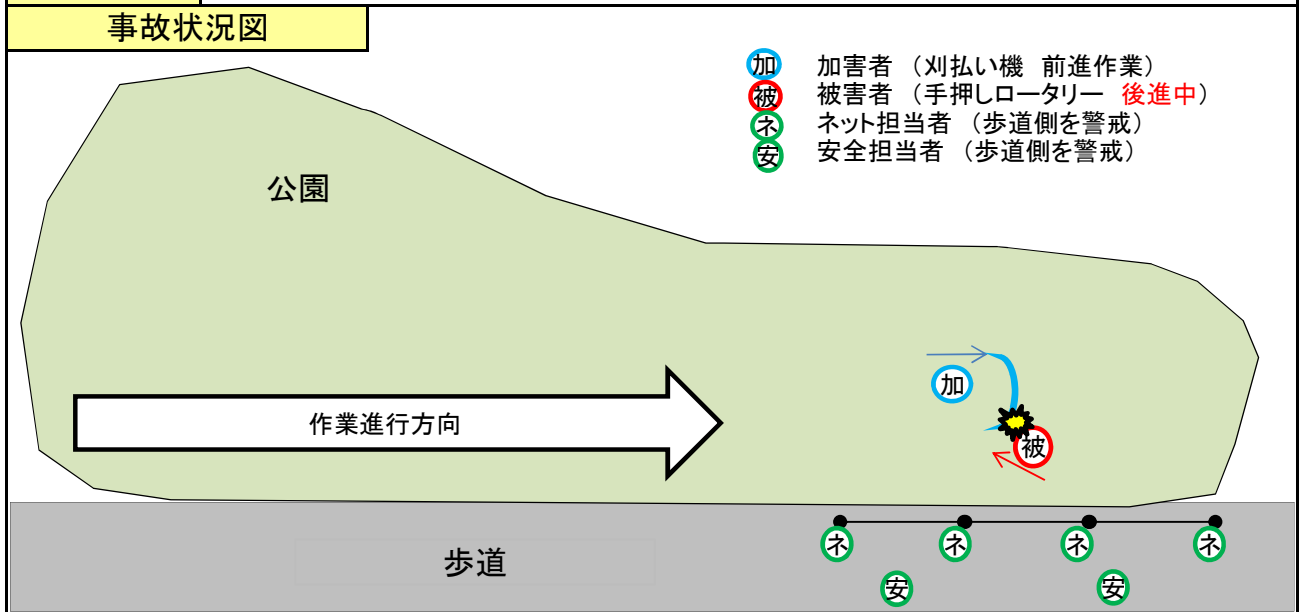 事故状況図
加 加害者 （刈払い機 前進作業）
被 被害者 （手押しロータリー 後進中）
ネ ネット担当者 （歩道側を警戒）
安 安全担当者 （歩道側を警戒）
公園
加
作業進行方向
被
ネ ネ ネ ネ
歩道
安 安